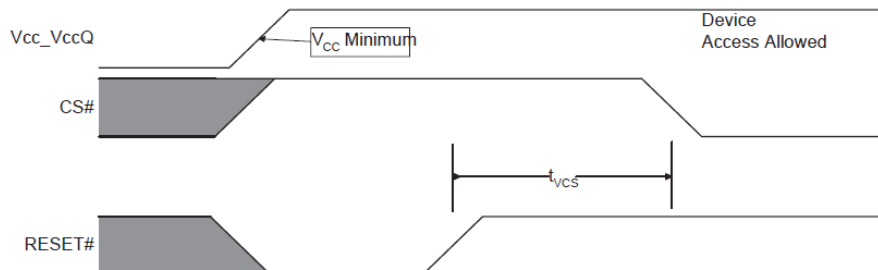 Vcc_VccQ
VCC Minimum
Device
Access Allowed
CS#
tVCS
RESET#